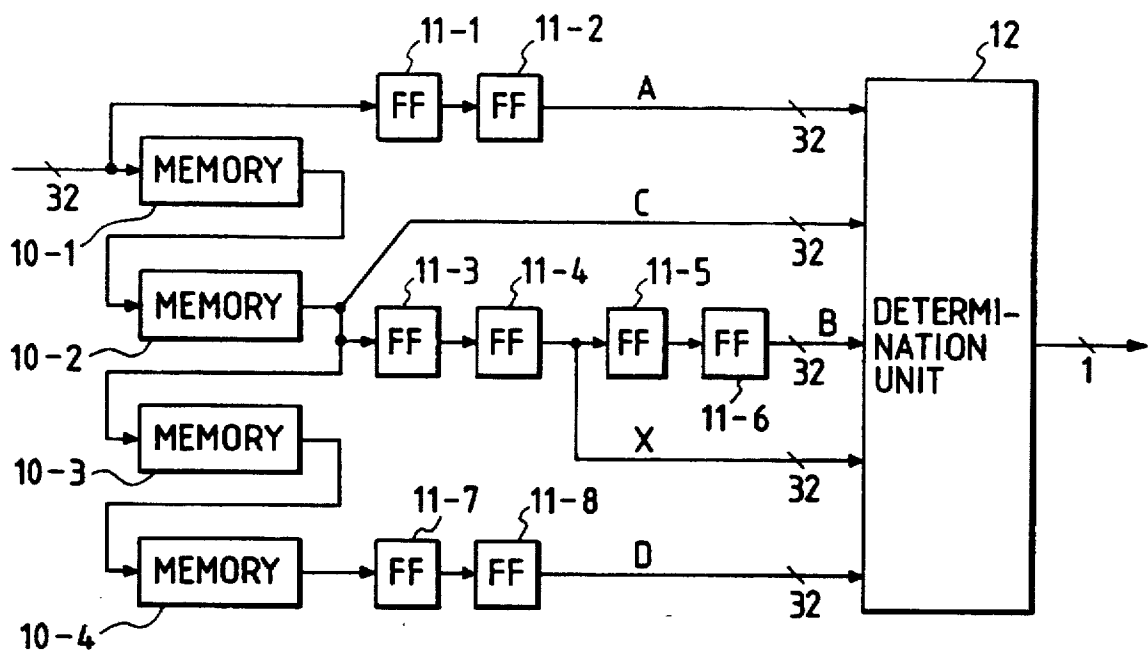 11-1
11-2
12
FF
FF
A
32
32
MEMORY
10-1
C
32
MEMORY
10-2
11-3
11-4
11-5
FF
FF
FF
FF
11-6
B
32
DETERMI-
NATION
UNIT
1
MEMORY
10-3
X
32
11-7
11-8
MEMORY
10-4
FF
FF
D
32